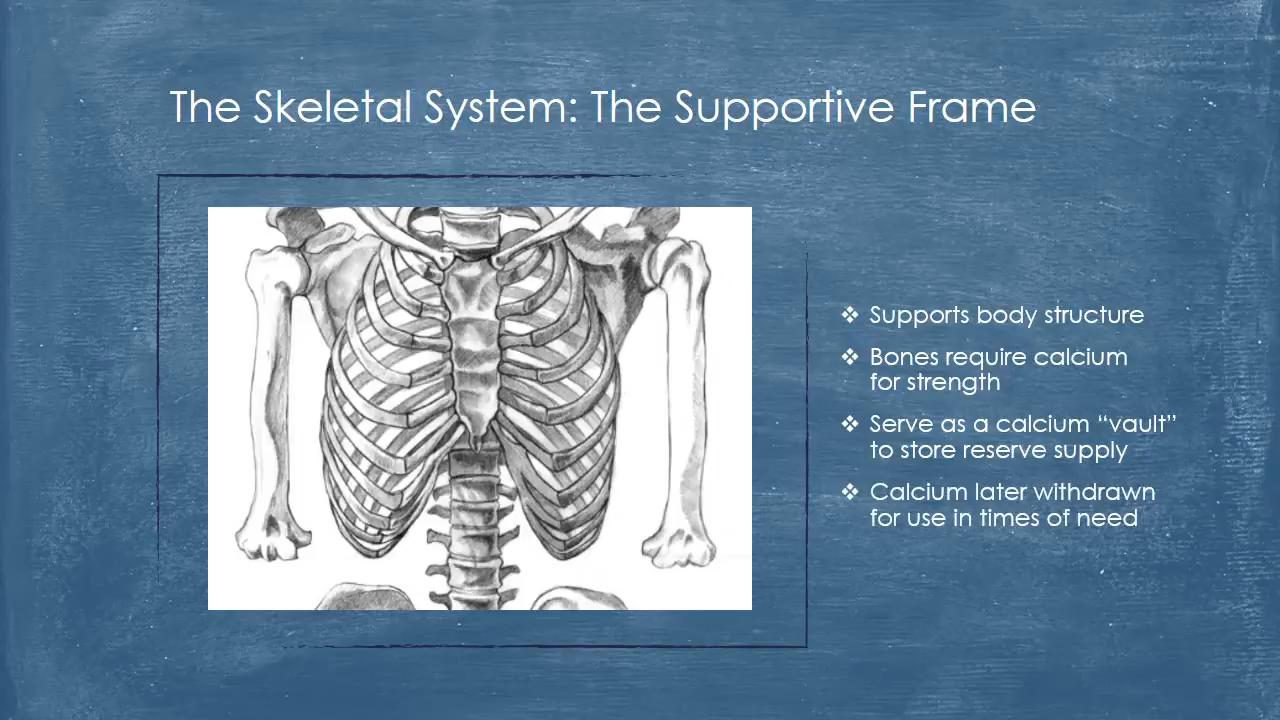 The Skeletal System: The Supportive Frame
❖ Supports body structure
❖ Bones require calcium
for strength
❖ Serve as a calcium “vault”
to store reserve supply
❖ Calcium later withdrawn
for use in times of need